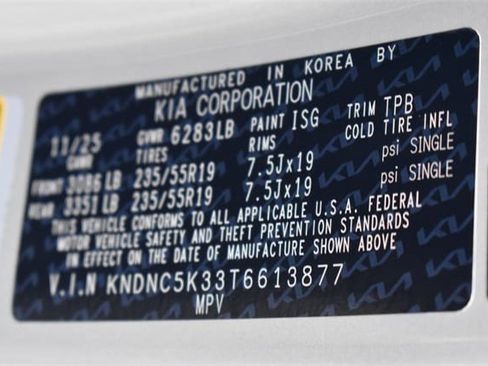 MANUFACTURED IN KOREA BY
KIA CORPORATION
11/25 GVWR 6283LB PAINT ISG TRIM TPB
GAWR TIRES RIMS COLD TIRE INFL
FRONT 3086 LB 235/55R19 7.5Jx19 psi SINGLE
REAR 3351 LB 235/55R19 7.5Jx19 psi SINGLE
THIS VEHICLE CONFORMS TO ALL APPLICABLE U.S.A. FEDERAL
MOTOR VEHICLE SAFETY AND THEFT PREVENTION STANDARDS
IN EFFECT ON THE DATE OF MANUFACTURE SHOWN ABOVE
V.I.N KNDNC5K33T6613877
MPV